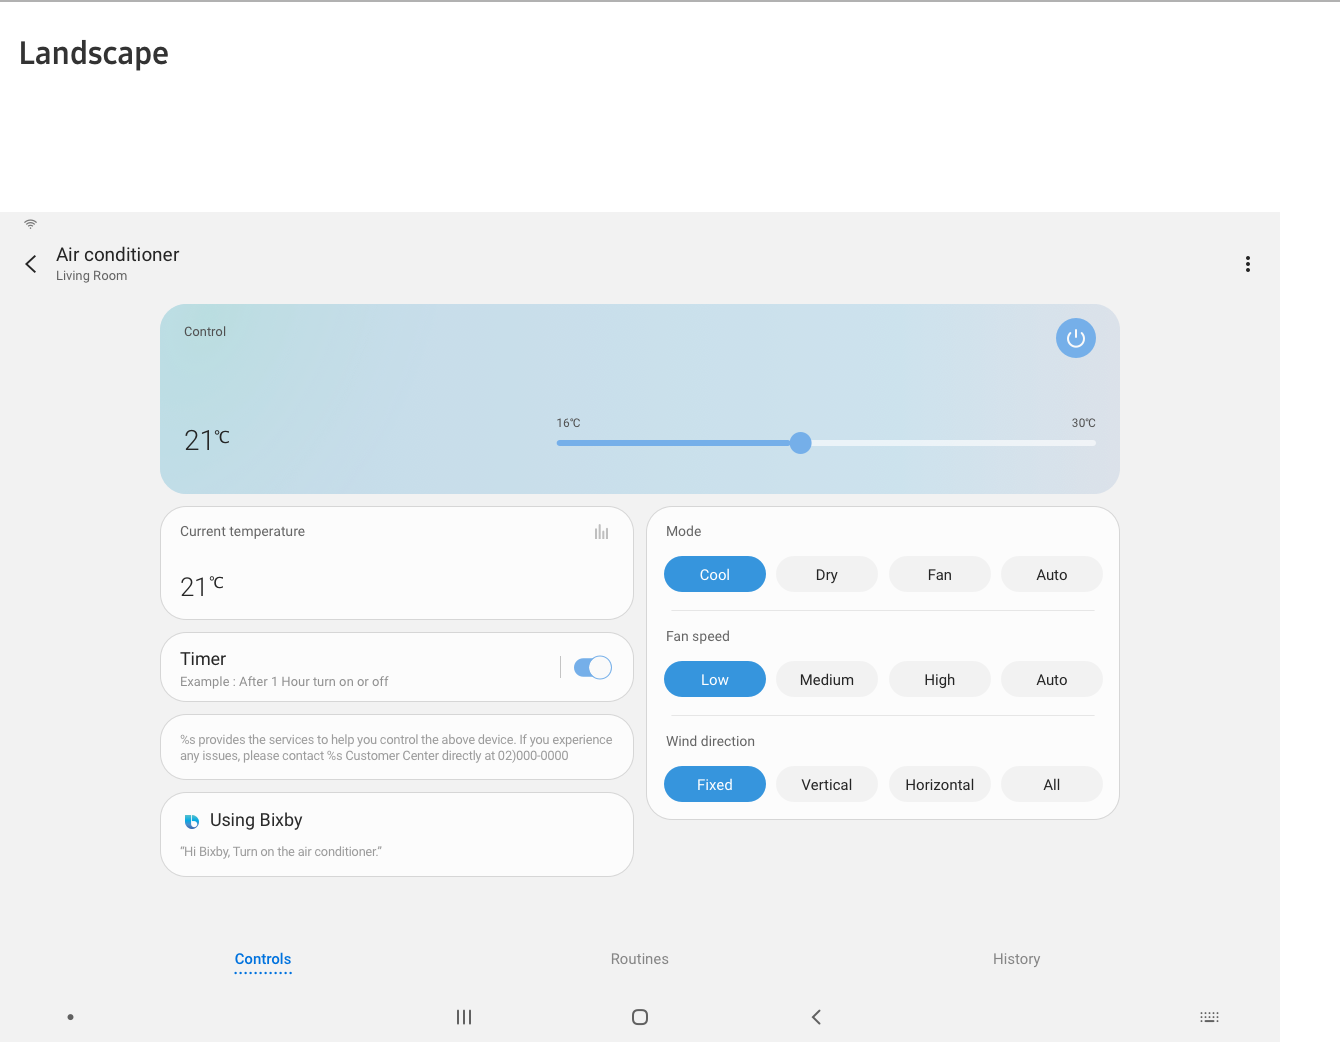 Landscape
Air conditioner
Living Room
Control
21℃
16℃
30℃
Current temperature
21℃
Timer
Example : After 1 Hour turn on or off
%s provides the services to help you control the above device. If you experience
any issues, please contact %s Customer Center directly at 02)000-0000
Using Bixby
“Hi Bixby, Turn on the air conditioner.”
Mode
Cool Dry Fan Auto
Fan speed
Low Medium High Auto
Wind direction
Fixed Vertical Horizontal All
Controls Routines History